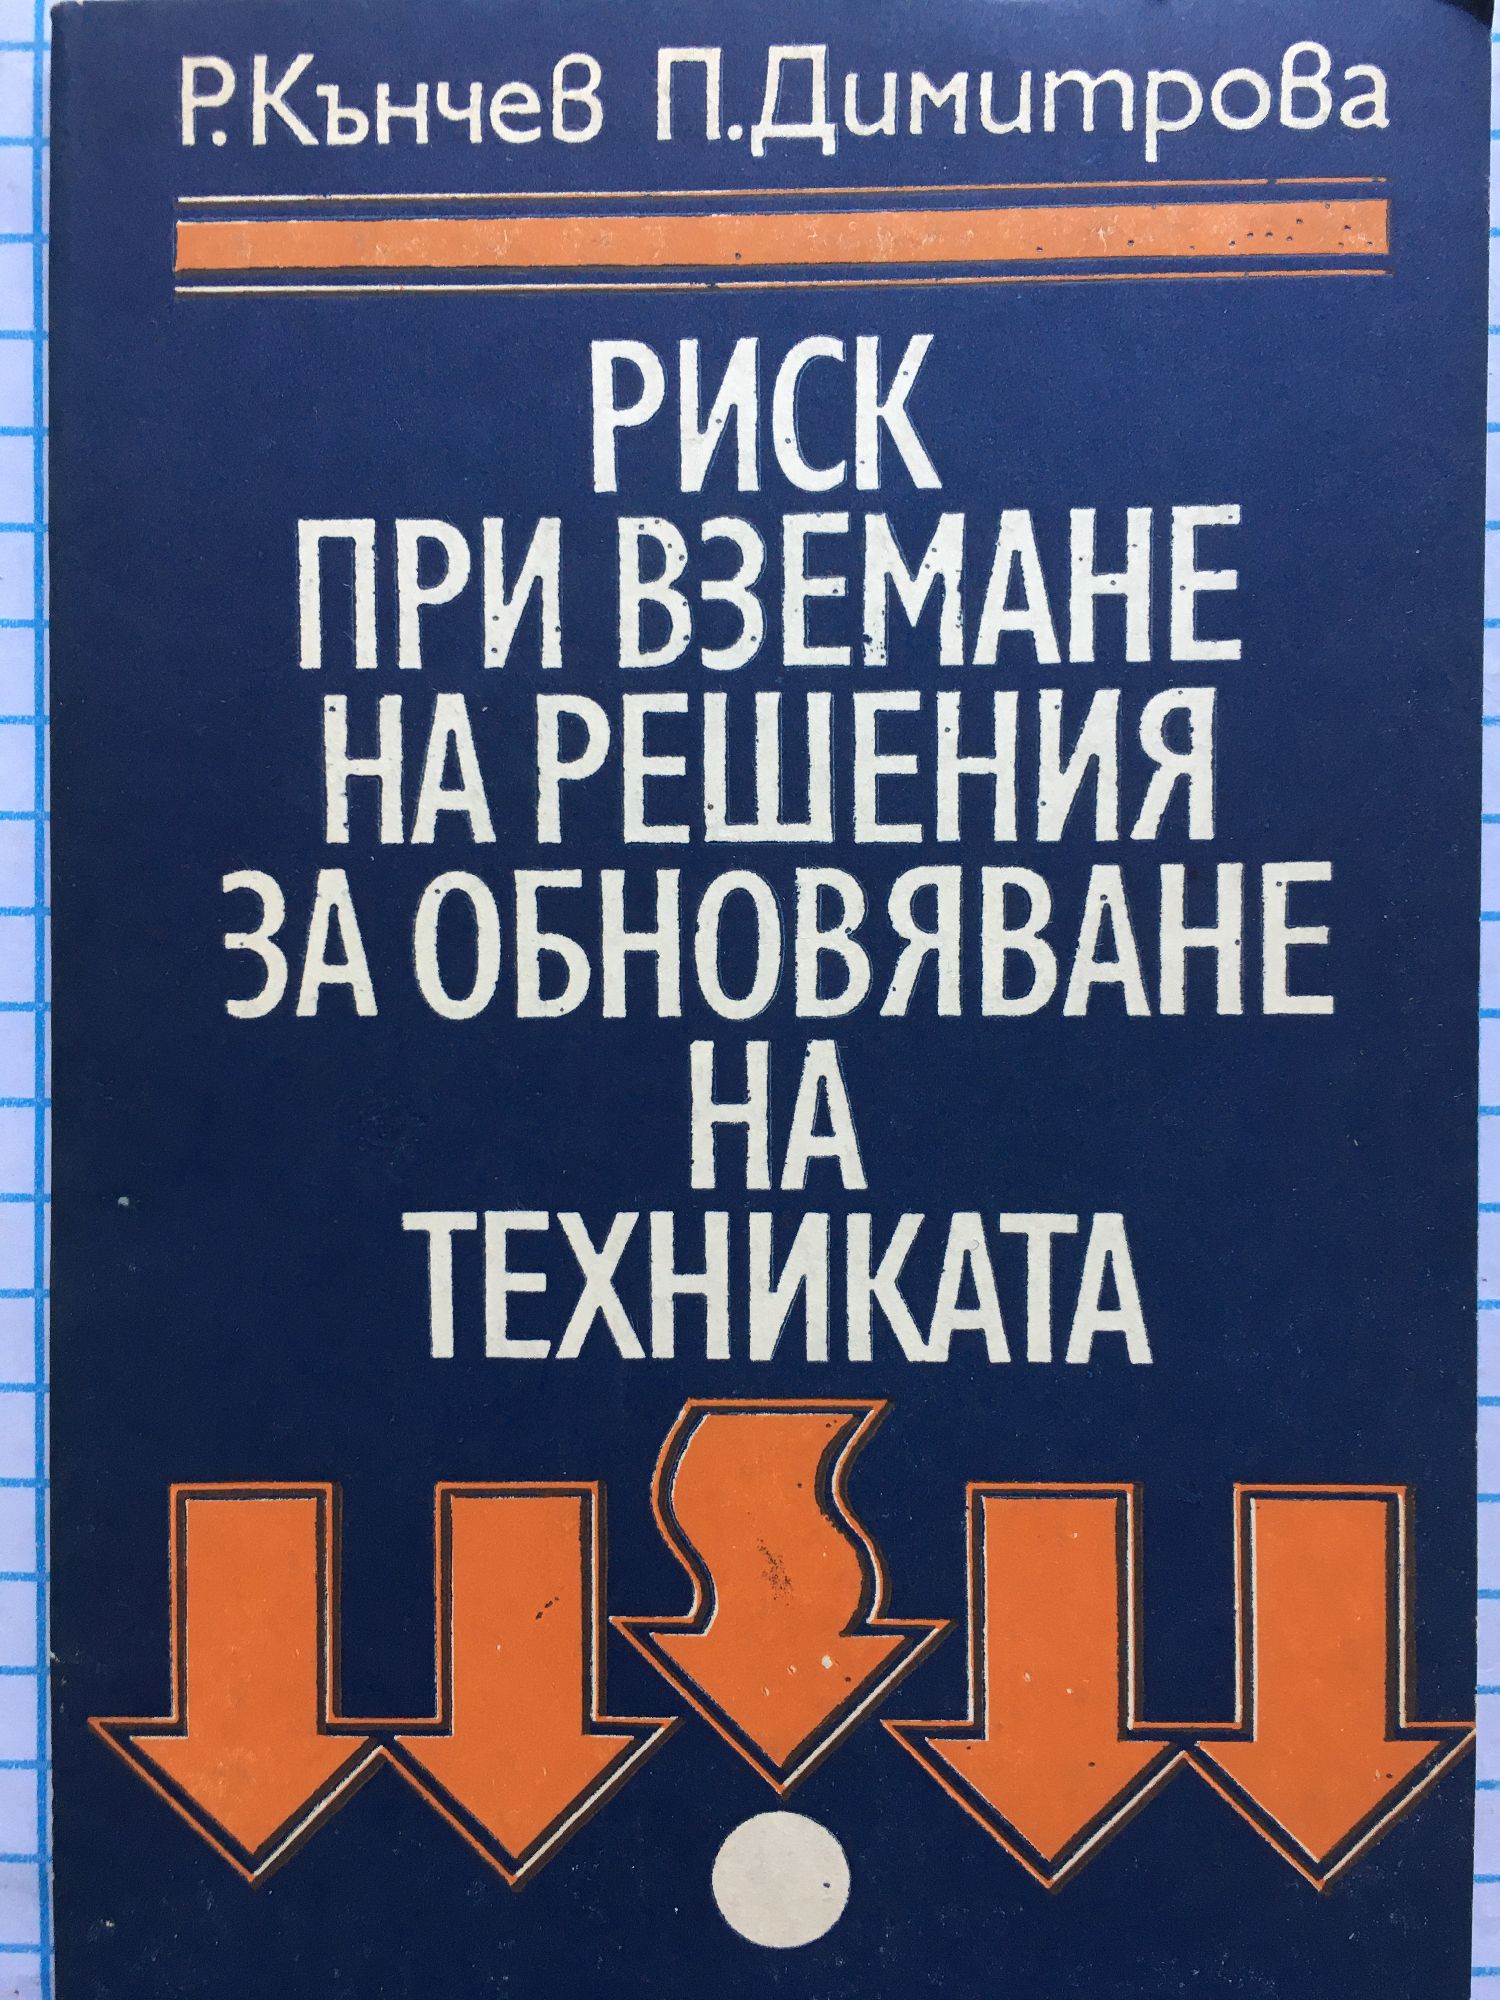 Р.Кънчев П.Димитрова
РИСК
ПРИ ВЗЕМАНЕ
НА РЕШЕНИЯ
ЗА ОБНОВЯВАНЕ
НА
ТЕХНИКАТА